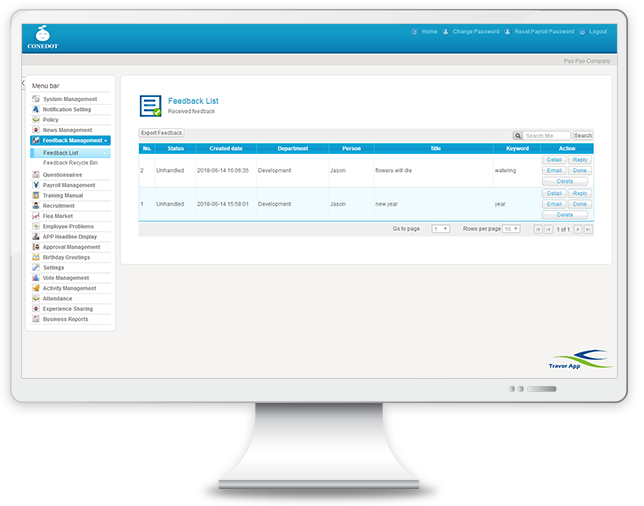 CONEDOT
Home Change Password Reset Payroll Password Logout
Pas Pas Company
Menu bar
System Management
Notification Setting
Policy
News Management
Feedback Management
Feedback List
Feedback Recycle Bin
Questionnaires
Payroll Management
Training Manual
Recruitment
Flea Market
Employee Problems
APP Headline Display
Approval Management
Birthday Greetings
Settings
Vote Management
Activity Management
Attendance
Experience Sharing
Business Reports
Feedback List
Received feedback
Export Feedback
Search title Search
No. Status Created date Department Person Title Keyword Action
2 Unhandled 2018-06-14 16:06:35 Development Jason flowers will die watering
Detail Reply
Email Done
Delete
1 Unhandled 2018-06-14 15:58:01 Development Jason new year year
Detail Reply
Email Done
Delete
Go to page 1 Rows per page 10 1 of 1
Travor App